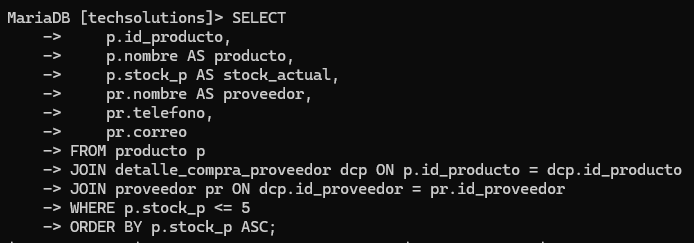 MariaDB [techsolutions]> SELECT
    ->     p.id_producto,
    ->     p.nombre AS producto,
    ->     p.stock_p AS stock_actual,
    ->     pr.nombre AS proveedor,
    ->     pr.telefono,
    ->     pr.correo
    -> FROM producto p
    -> JOIN detalle_compra_proveedor dcp ON p.id_producto = dcp.id_producto
    -> JOIN proveedor pr ON dcp.id_proveedor = pr.id_proveedor
    -> WHERE p.stock_p <= 5
    -> ORDER BY p.stock_p ASC;